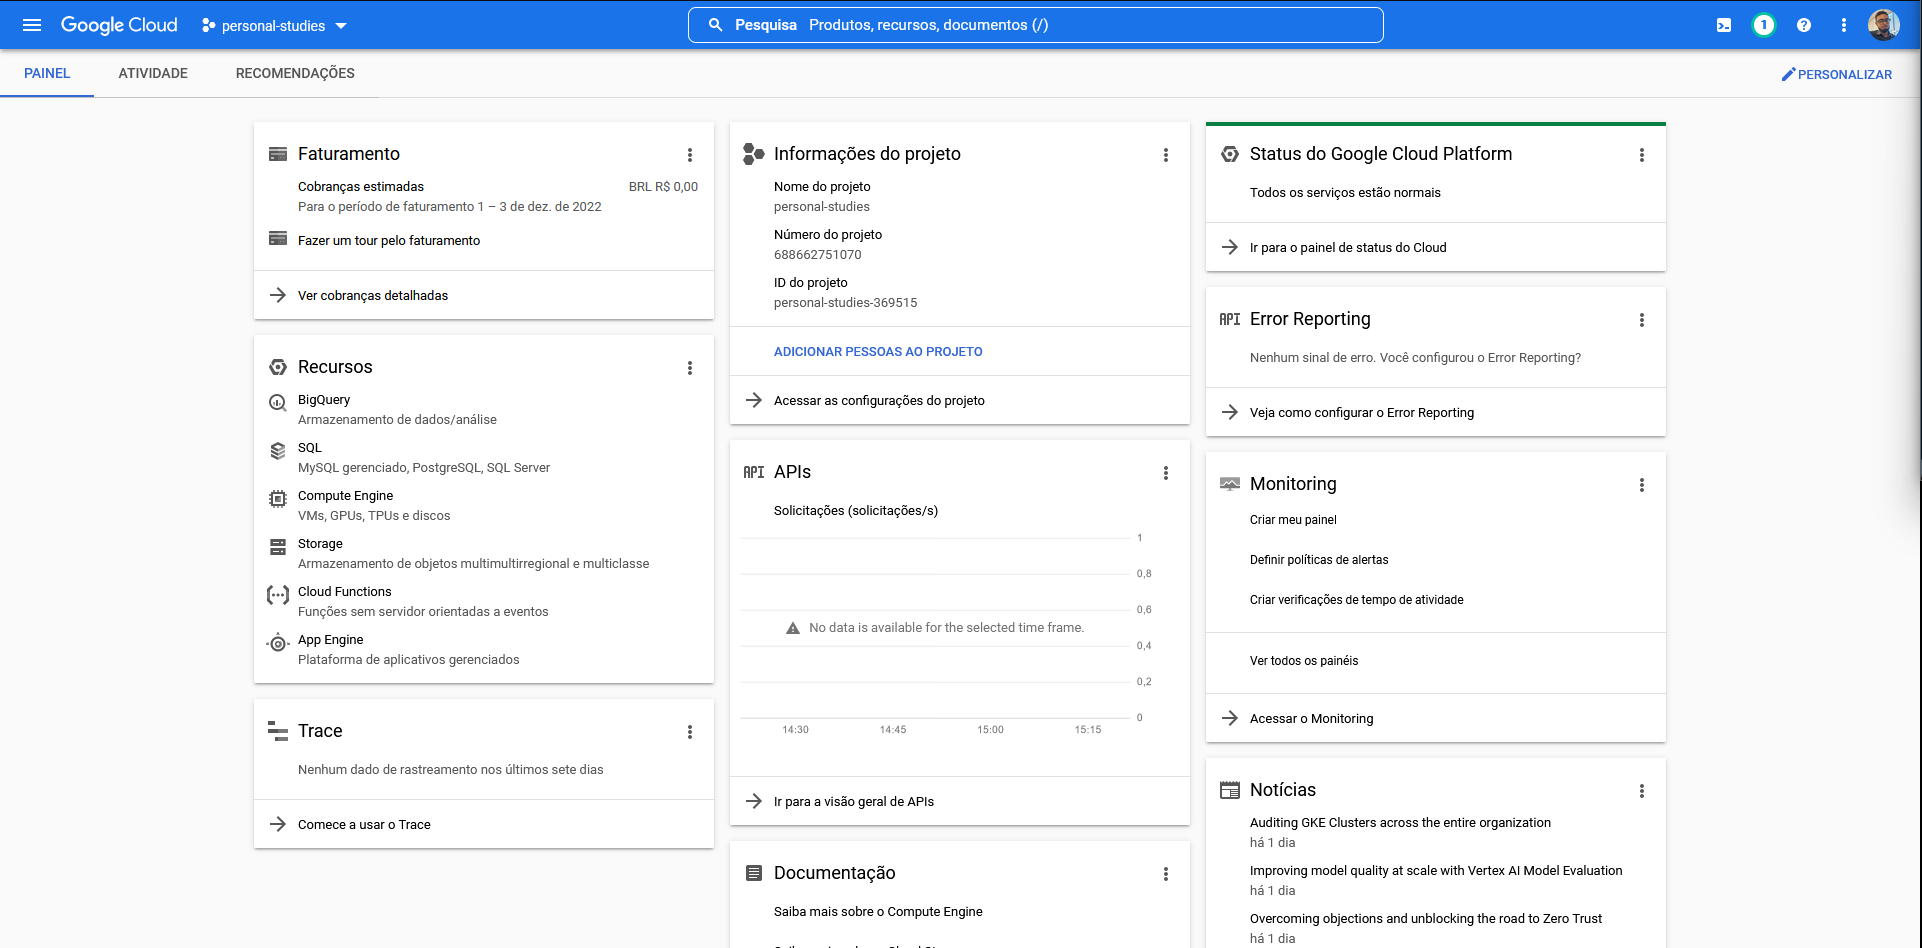 Google Cloud
personal-studies
Pesquisa Produtos, recursos, documentos (/)
1
PAINEL
ATIVIDADE
RECOMENDAÇÕES
PERSONALIZAR
Faturamento
Cobranças estimadas
BRL R$ 0,00
Para o período de faturamento 1 – 3 de dez. de 2022
Fazer um tour pelo faturamento
Ver cobranças detalhadas
Recursos
BigQuery
Armazenamento de dados/análise
SQL
MySQL gerenciado, PostgreSQL, SQL Server
Compute Engine
VMs, GPUs, TPUs e discos
Storage
Armazenamento de objetos multimultirregional e multiclasse
Cloud Functions
Funções sem servidor orientadas a eventos
App Engine
Plataforma de aplicativos gerenciados
Trace
Nenhum dado de rastreamento nos últimos sete dias
Comece a usar o Trace
Informações do projeto
Nome do projeto
personal-studies
Número do projeto
688662751070
ID do projeto
personal-studies-369515
ADICIONAR PESSOAS AO PROJETO
Acessar as configurações do projeto
API APIs
Solicitações (solicitações/s)
1
0,8
0,6
No data is available for the selected time frame.
0,4
0,2
0
14:30 14:45 15:00 15:15
Ir para a visão geral de APIs
Documentação
Saiba mais sobre o Compute Engine
Status do Google Cloud Platform
Todos os serviços estão normais
Ir para o painel de status do Cloud
API Error Reporting
Nenhum sinal de erro. Você configurou o Error Reporting?
Veja como configurar o Error Reporting
Monitoring
Criar meu painel
Definir políticas de alertas
Criar verificações de tempo de atividade
Ver todos os painéis
Acessar o Monitoring
Notícias
Auditing GKE Clusters across the entire organization
há 1 dia
Improving model quality at scale with Vertex AI Model Evaluation
há 1 dia
Overcoming objections and unblocking the road to Zero Trust
há 1 dia